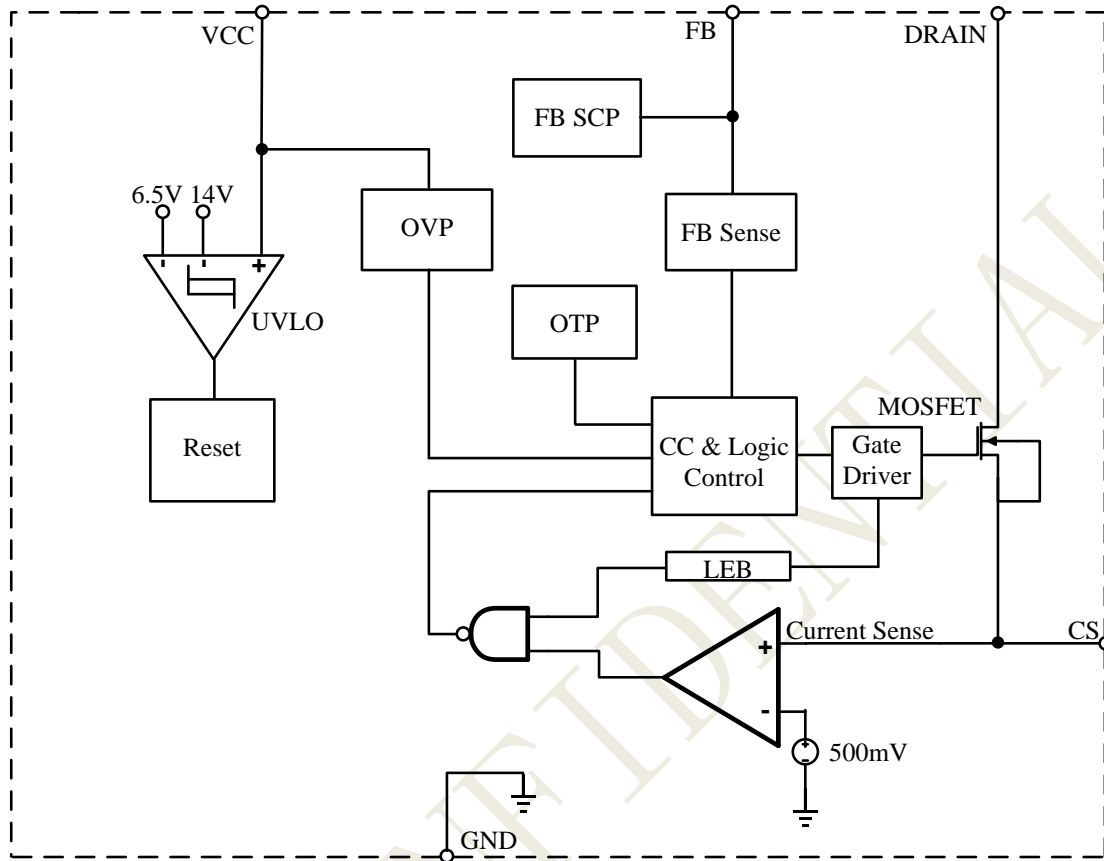 VCC
FB
DRAIN
FB SCP
6.5V 14V
OVP
FB Sense
- - +
UVLO
OTP
MOSFET
Reset
CC & Logic
Control
Gate
Driver
LEB
Current Sense
CS
+
-
+
-
500mV
GND
NFIDENTIAL